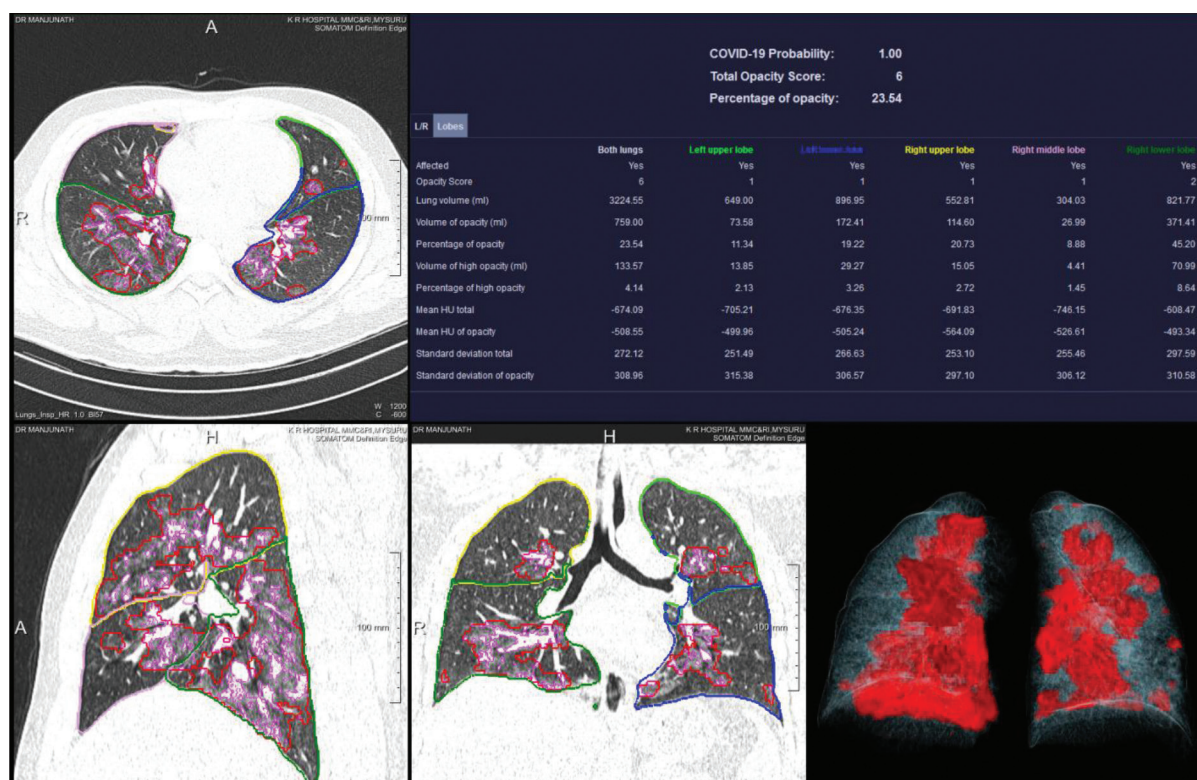 DR MANJUNATH
K R HOSPITAL MMC&RI,MYSURU
SOMATOM Definition Edge
A
R
00 mm
Lungs_Insp_HR 1.0 BI57
W 1200
C -600
COVID-19 Probability: 1.00
Total Opacity Score: 6
Percentage of opacity: 23.54
L/R Lobes
Both lungs Left upper lobe Left lower lobe Right upper lobe Right middle lobe Right lower lobe
Affected Yes Yes Yes Yes Yes Yes
Opacity Score 6 1 1 1 1 2
Lung volume (ml) 3224.55 649.00 896.95 552.81 304.03 821.77
Volume of opacity (ml) 759.00 73.58 172.41 114.60 26.99 371.41
Percentage of opacity 23.54 11.34 19.22 20.73 8.88 45.20
Volume of high opacity (ml) 133.57 13.85 29.27 15.05 4.41 70.99
Percentage of high opacity 4.14 2.13 3.26 2.72 1.45 8.64
Mean HU total -674.09 -705.21 -676.35 -691.83 -746.15 -608.47
Mean HU of opacity -508.55 -499.96 -505.24 -564.09 -526.61 -493.34
Standard deviation total 272.12 251.49 266.63 253.10 255.46 297.59
Standard deviation of opacity 308.96 315.38 306.57 297.10 306.12 310.58
DR MANJUNATH
K R HOSPITAL MMC&RI,MYSURU
SOMATOM Definition Edge
H
A
100 mm
DR MANJUNATH
K R HOSPITAL MMC&RI,MYSURU
SOMATOM Definition Edge
H
R
100 mm